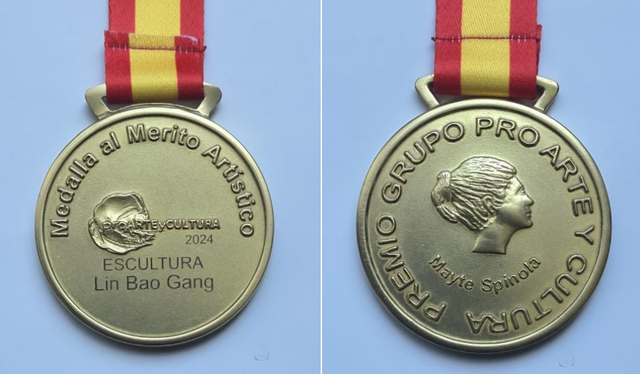 Medalla al Merito Artístico
proARTEyCULTURA
2024
ESCULTURA
Lin Bao Gang
PREMIO GRUPO PRO ARTE Y CULTURA
Mayte Spinola